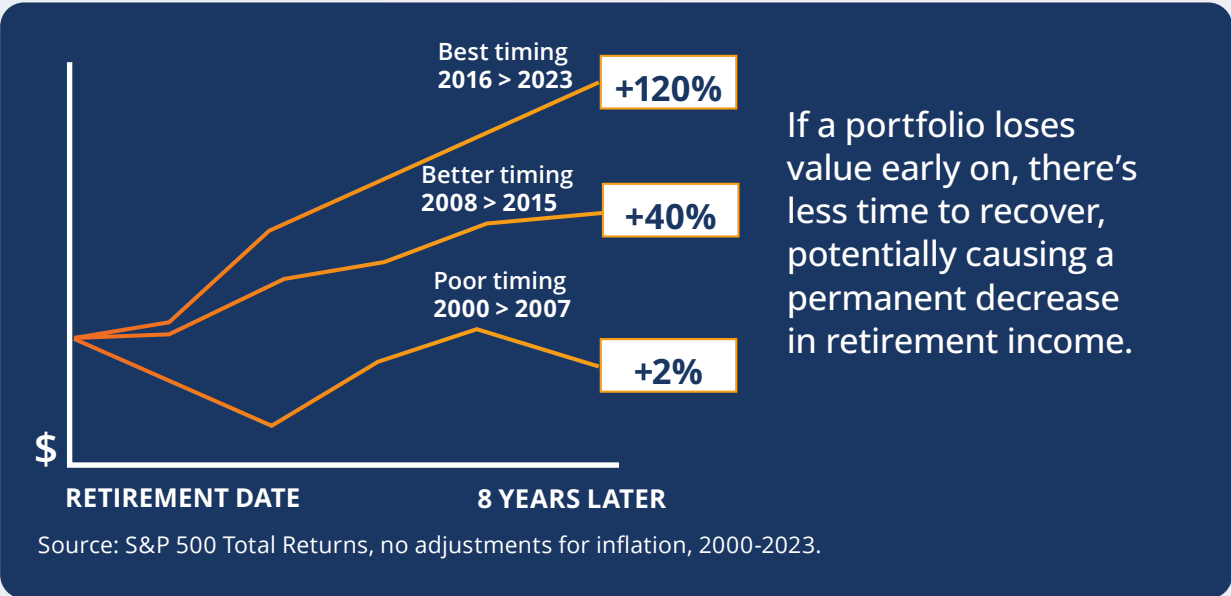 Best timing
2016 > 2023
+120%
Better timing
2008 > 2015
+40%
Poor timing
2000 > 2007
+2%
$
RETIREMENT DATE
8 YEARS LATER
If a portfolio loses
value early on, there’s
less time to recover,
potentially causing a
permanent decrease
in retirement income.
Source: S&P 500 Total Returns, no adjustments for inflation, 2000-2023.